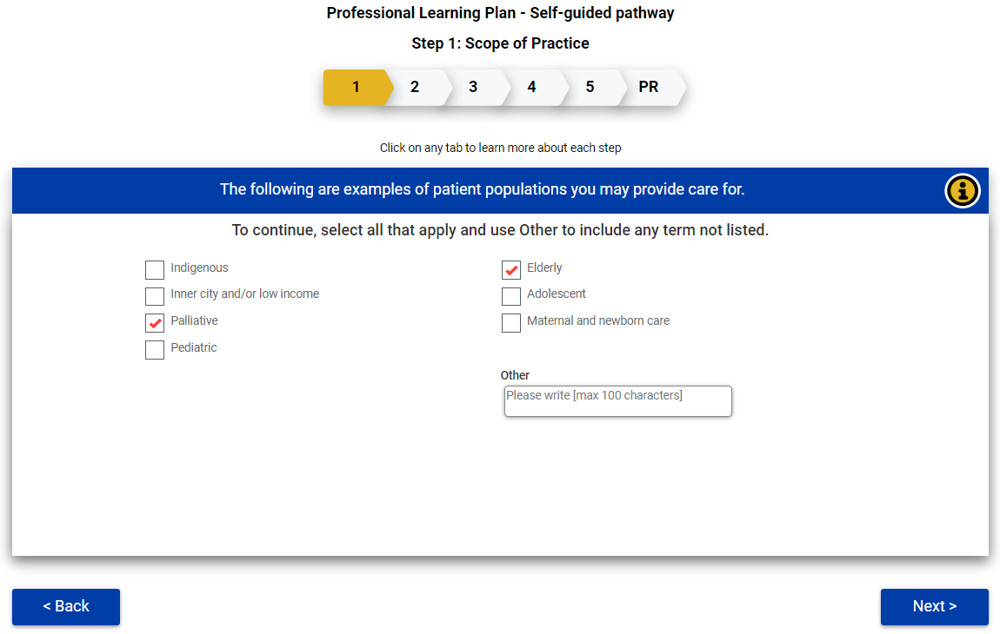 Professional Learning Plan - Self-guided pathway
Step 1: Scope of Practice
1 2 3 4 5 PR
Click on any tab to learn more about each step
The following are examples of patient populations you may provide care for.
To continue, select all that apply and use Other to include any term not listed.
Indigenous
Inner city and/or low income
Palliative
Pediatric
Elderly
Adolescent
Maternal and newborn care
Other
Please write [max 100 characters]
< Back
Next >